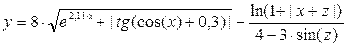 y = 8·√(e^{2,11·x} + |tg(cos(x)+0,3)|) − ln(1+|x+z|) / (4−3·sin(z))